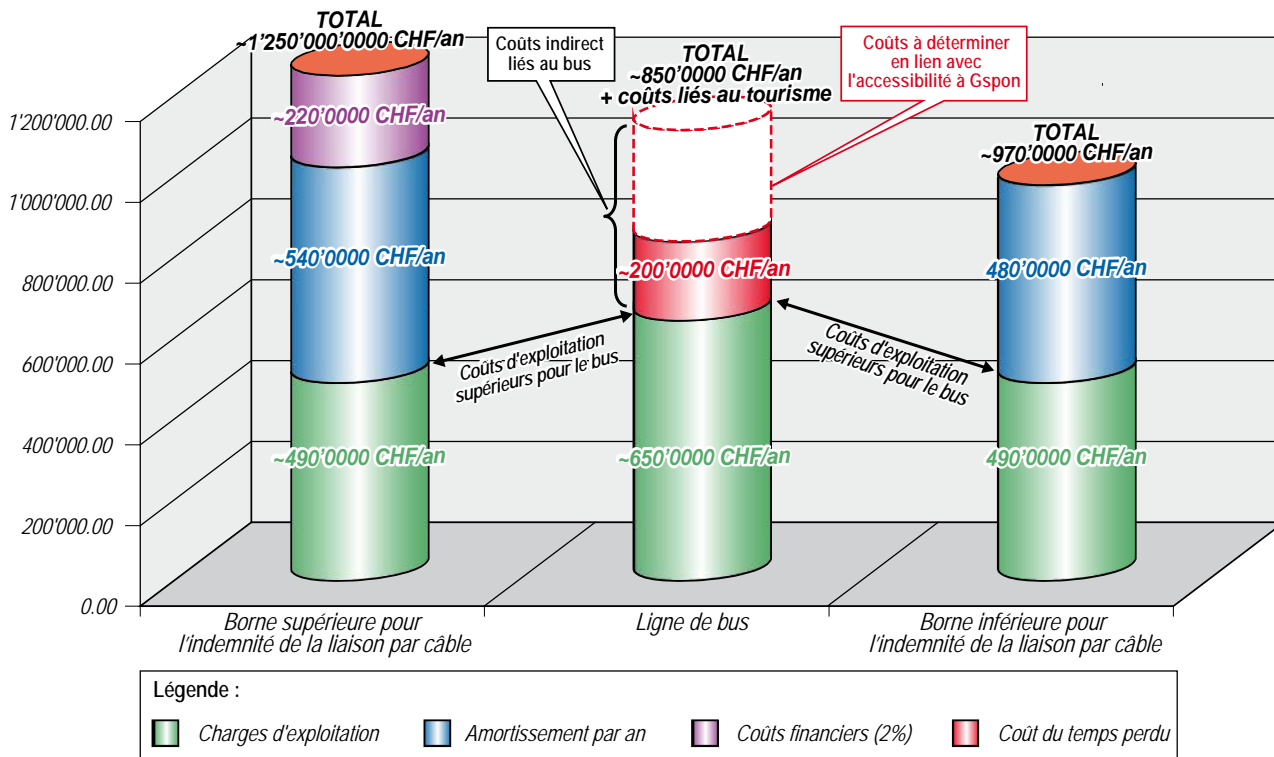 TOTAL
~1'250'000'0000 CHF/an
Coûts indirect
liés au bus
TOTAL
~850'0000 CHF/an
+ coûts liés au tourisme
Coûts à déterminer
en lien avec
l'accessibilité à Gspon
TOTAL
~970'0000 CHF/an
1'200'000.00
1'000'000.00
800'000.00
600'000.00
400'000.00
200'000.00
0.00
~220'0000 CHF/an
~540'0000 CHF/an
~490'0000 CHF/an
~200'0000 CHF/an
~650'0000 CHF/an
480'0000 CHF/an
490'0000 CHF/an
Coûts d'exploitation
supérieurs pour le bus
Coûts d'exploitation
supérieurs pour le bus
Borne supérieure pour
l'indemnité de la liaison par câble
Ligne de bus
Borne inférieure pour
l'indemnité de la liaison par câble
Légende :
Charges d'exploitation
Amortissement par an
Coûts financiers (2%)
Coût du temps perdu